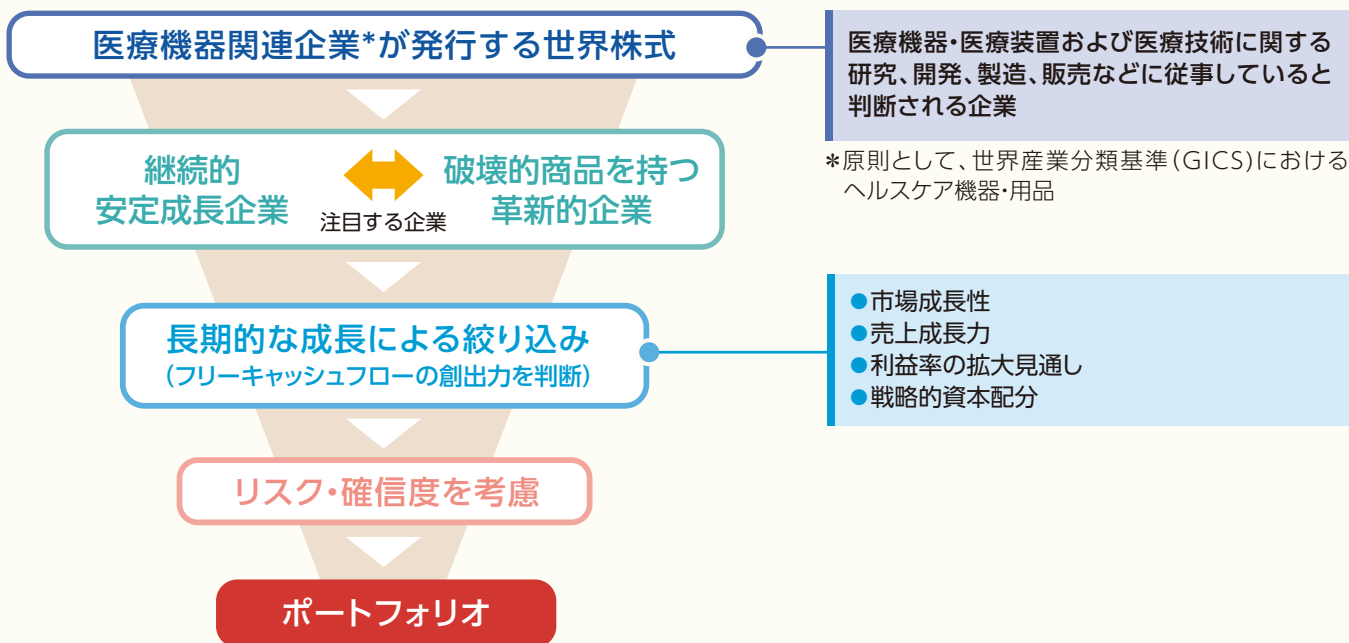 医療機器関連企業*が発行する世界株式
医療機器・医療装置および医療技術に関する
研究、開発、製造、販売などに従事していると
判断される企業
*原則として、世界産業分類基準(GICS)における
ヘルスケア機器・用品
継続的
安定成長企業
注目する企業
破壊的商品を持つ
革新的企業
長期的な成長による絞り込み
(フリーキャッシュフローの創出力を判断)
●市場成長性
●売上成長力
●利益率の拡大見通し
●戦略的資本配分
リスク・確信度を考慮
ポートフォリオ